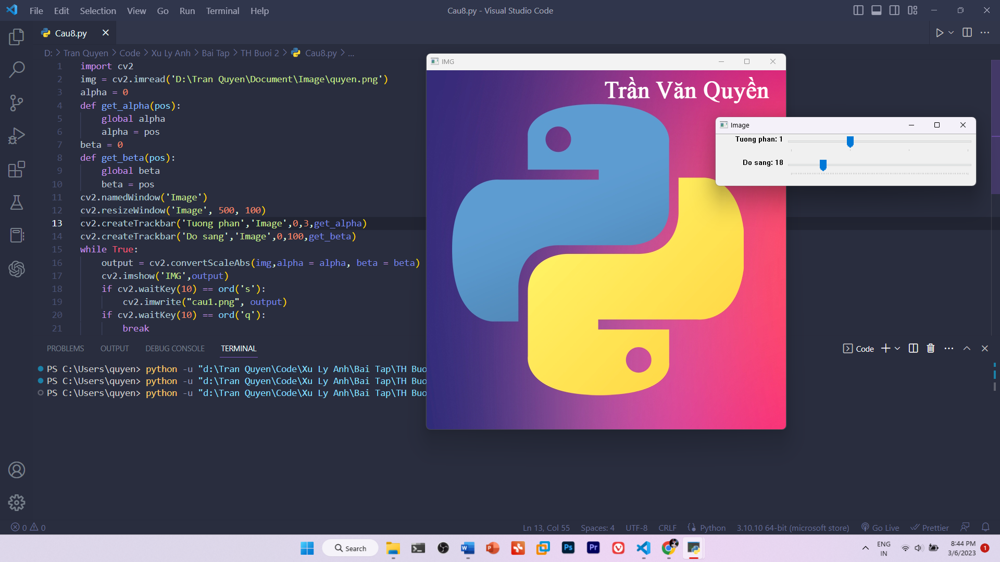 File Edit Selection View Go Run Terminal Help
Cau8.py - Visual Studio Code
Cau8.py
D: > Tran Quyen > Code > Xu Ly Anh > Bai Tap > TH Buoi 2 > Cau8.py > ...
1 import cv2
2 img = cv2.imread('D:\Tran Quyen\Document\Image\quyen.png')
3 alpha = 0
4 def get_alpha(pos):
5 global alpha
6 alpha = pos
7 beta = 0
8 def get_beta(pos):
9 global beta
10 beta = pos
11 cv2.namedWindow('Image')
12 cv2.resizeWindow('Image', 500, 100)
13 cv2.createTrackbar('Tuong phan','Image',0,3,get_alpha)
14 cv2.createTrackbar('Do sang','Image',0,100,get_beta)
15 while True:
16 output = cv2.convertScaleAbs(img,alpha = alpha, beta = beta)
17 cv2.imshow('IMG',output)
18 if cv2.waitKey(10) == ord('s'):
19 cv2.imwrite("cau1.png", output)
20 if cv2.waitKey(10) == ord('q'):
21 break
IMG
Trần Văn Quyền
Image
Tuong phan: 1
Do sang: 18
PROBLEMS OUTPUT DEBUG CONSOLE TERMINAL
Code
PS C:\Users\quyen> python -u "d:\Tran Quyen\Code\Xu Ly Anh\Bai Tap\TH Buo
PS C:\Users\quyen> python -u "d:\Tran Quyen\Code\Xu Ly Anh\Bai Tap\TH Buo
PS C:\Users\quyen> python -u "d:\Tran Quyen\Code\Xu Ly Anh\Bai Tap\TH Buo
0 0
Ln 13, Col 55 Spaces: 4 UTF-8 CRLF Python 3.10.10 64-bit (microsoft store) Go Live Prettier
Search
Ps Pr
ENG
IN
8:44 PM
3/6/2023
1